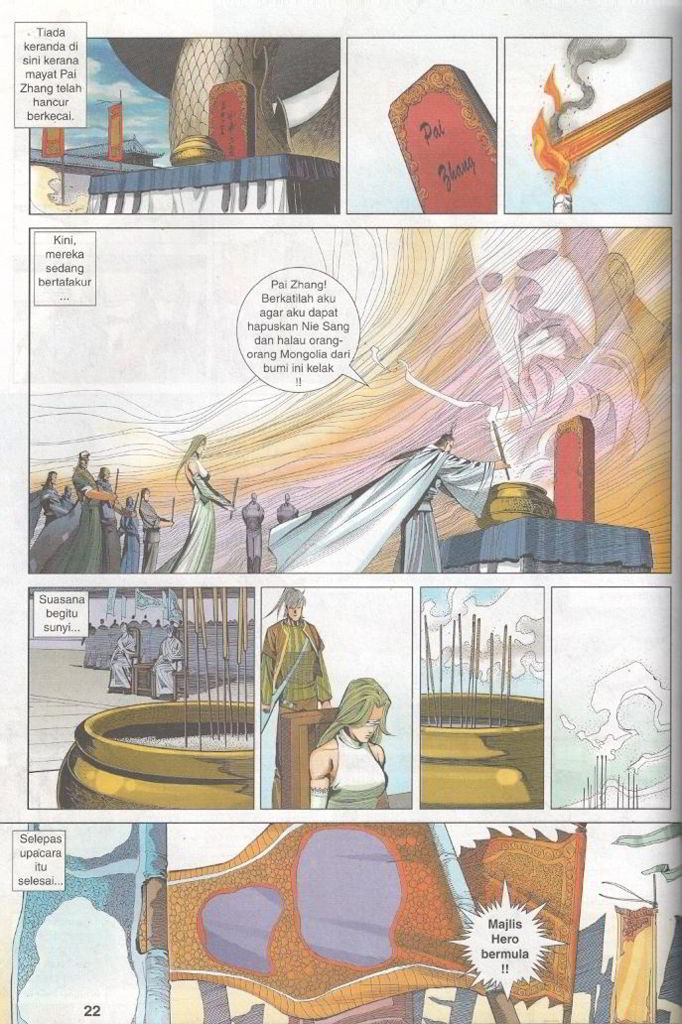 Tiada
keranda di
sini kerana
mayat Pai
Zhang telah
hancur
berkecai.
Pai
Zhang
Kini,
mereka
sedang
bertafakur
...
Pai Zhang!
Berkatilah aku
agar aku dapat
hapuskan Nie Sang
dan halau orang-
orang Mongolia dari
bumi ini kelak
!!
Suasana
begitu
sunyi...
Selepas
upacara
itu
selesai...
Majlis
Hero
bermula
!!
22